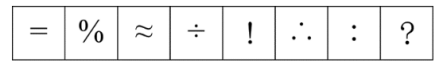 = % ≈ ÷ ! ∴ : ?